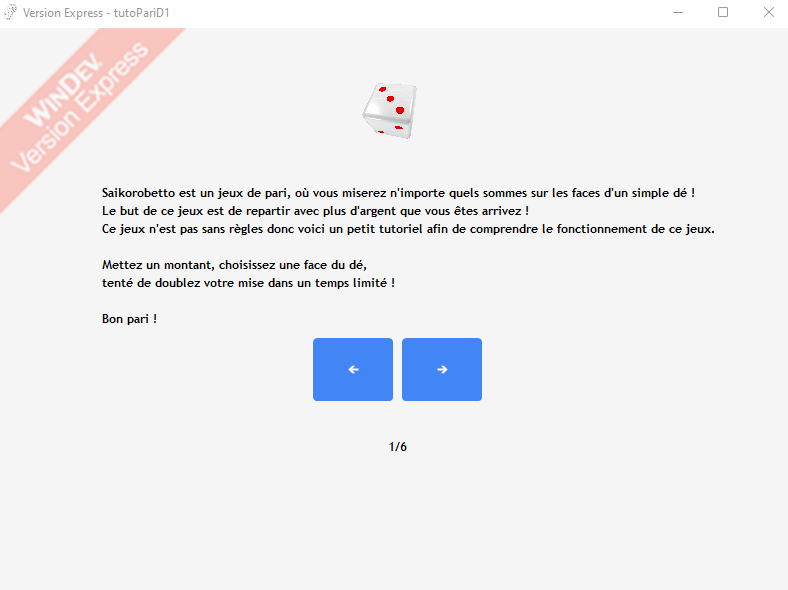 Version Express - tutoPariD1
WINDEV
Version Express
Saikorobetto est un jeux de pari, où vous miserez n'importe quels sommes sur les faces d'un simple dé !
Le but de ce jeux est de repartir avec plus d'argent que vous êtes arrivez !
Ce jeux n'est pas sans règles donc voici un petit tutoriel afin de comprendre le fonctionnement de ce jeux.
Mettez un montant, choisissez une face du dé,
tenté de doublez votre mise dans un temps limité !
Bon pari !
← →
1/6